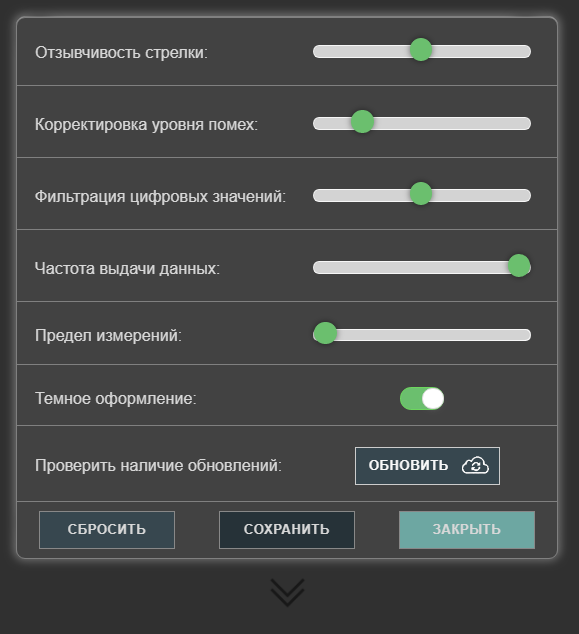 Отзывчивость стрелки:
Корректировка уровня помех:
Фильтрация цифровых значений:
Частота выдачи данных:
Предел измерений:
Темное оформление:
Проверить наличие обновлений: ОБНОВИТЬ
СБРОСИТЬ СОХРАНИТЬ ЗАКРЫТЬ